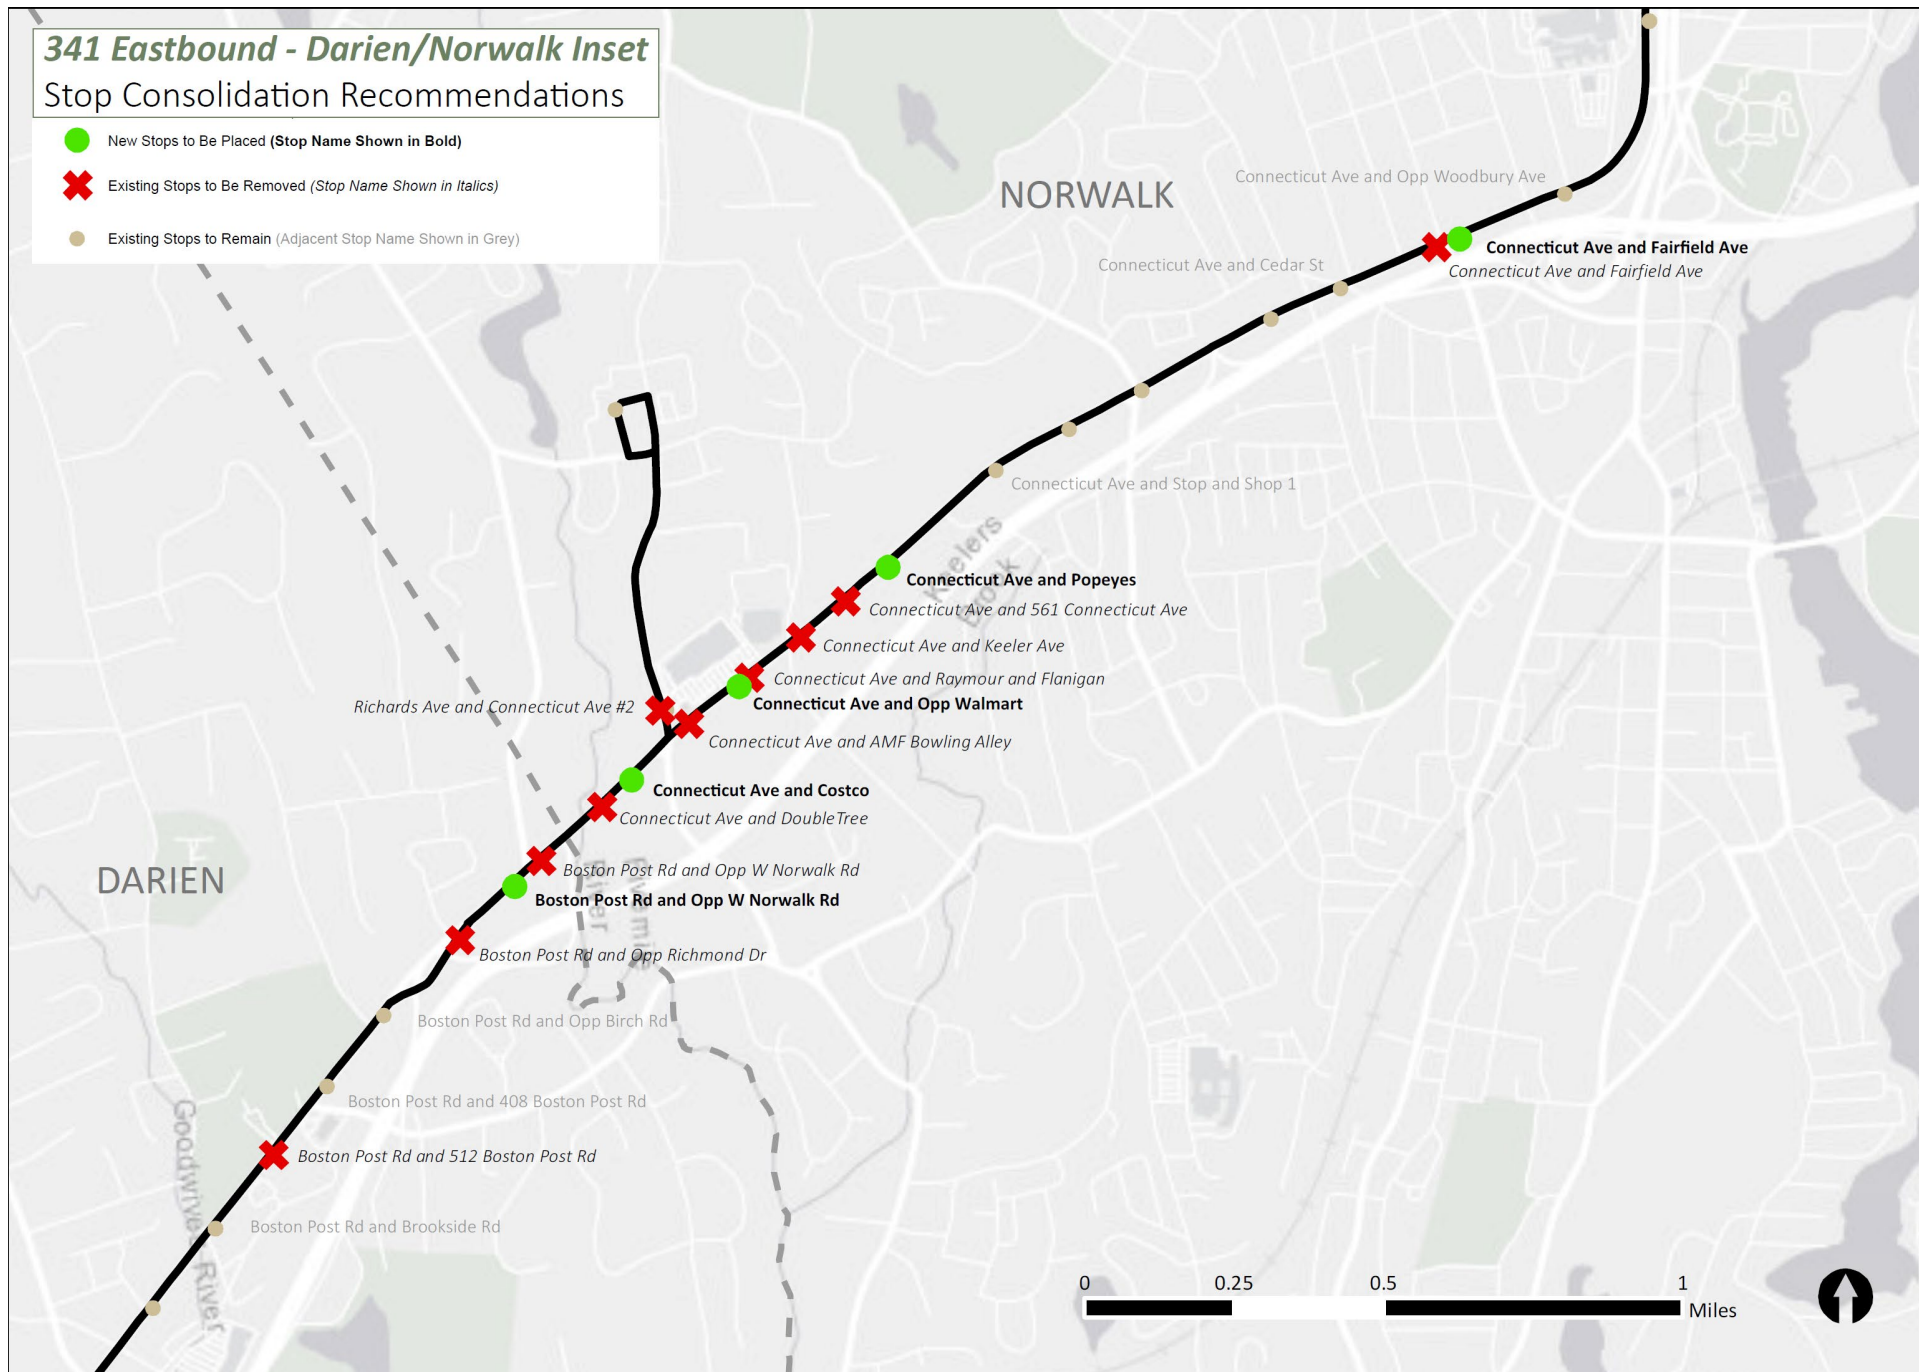 341 Eastbound - Darien/Norwalk Inset
Stop Consolidation Recommendations
New Stops to Be Placed (Stop Name Shown in Bold)
Existing Stops to Be Removed (Stop Name Shown in Italics)
Existing Stops to Remain (Adjacent Stop Name Shown in Grey)
NORWALK
Connecticut Ave and Opp Woodbury Ave
Connecticut Ave and Fairfield Ave
Connecticut Ave and Fairfield Ave
Connecticut Ave and Cedar St
Connecticut Ave and Stop and Shop 1
Keelers
Brook
Connecticut Ave and Popeyes
Connecticut Ave and 561 Connecticut Ave
Connecticut Ave and Keeler Ave
Connecticut Ave and Raymour and Flanigan
Connecticut Ave and Opp Walmart
Richards Ave and Connecticut Ave #2
Connecticut Ave and AMF Bowling Alley
Connecticut Ave and Costco
Connecticut Ave and DoubleTree
DARIEN
Boston Post Rd and Opp W Norwalk Rd
Boston Post Rd and Opp W Norwalk Rd
Fivemile
River
Boston Post Rd and Opp Richmond Dr
Boston Post Rd and Opp Birch Rd
Boston Post Rd and 408 Boston Post Rd
Boston Post Rd and 512 Boston Post Rd
Goodwives River
Boston Post Rd and Brookside Rd
0 0.25 0.5 1
Miles